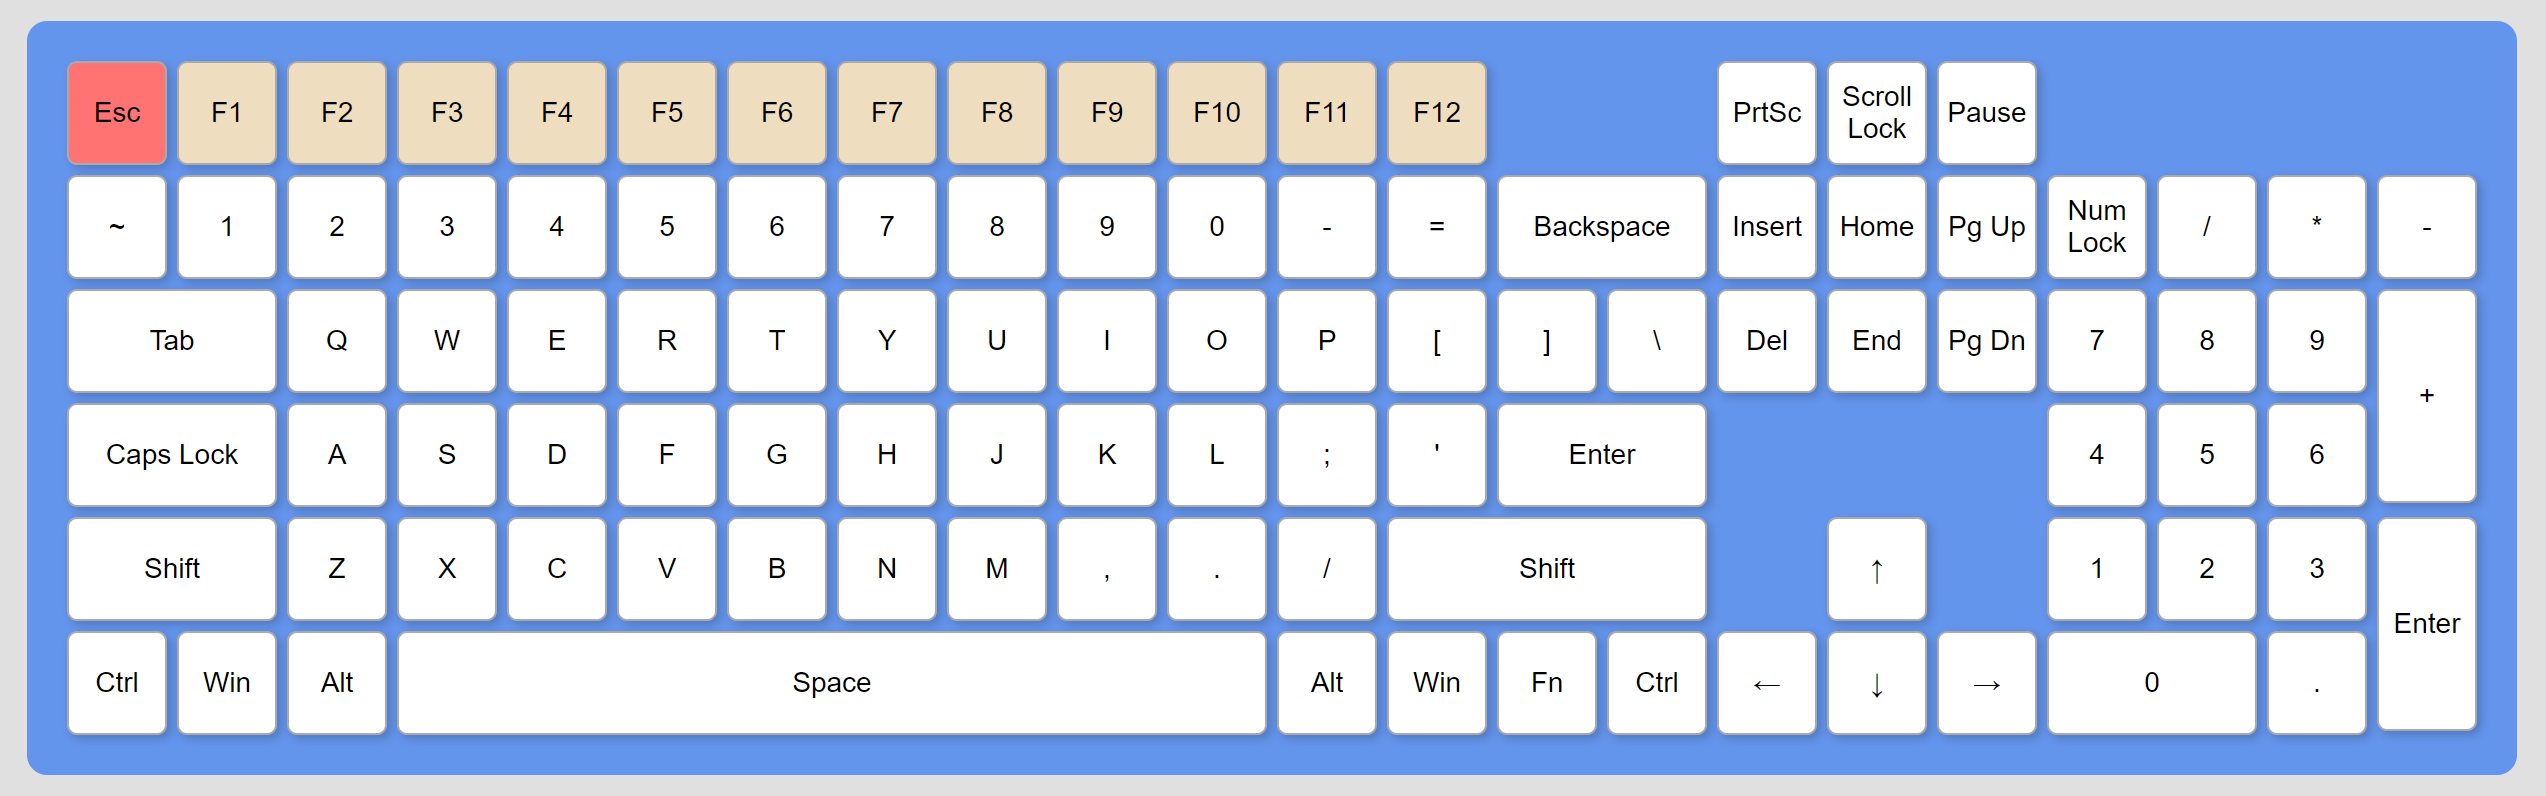 Esc F1 F2 F3 F4 F5 F6 F7 F8 F9 F10 F11 F12 PrtSc Scroll Lock Pause
~ 1 2 3 4 5 6 7 8 9 0 - = Backspace Insert Home Pg Up Num Lock / * -
Tab Q W E R T Y U I O P [ ] \ Del End Pg Dn 7 8 9 +
Caps Lock A S D F G H J K L ; ' Enter 4 5 6
Shift Z X C V B N M , . / Shift ↑ 1 2 3 Enter
Ctrl Win Alt Space Alt Win Fn Ctrl ← ↓ → 0 .